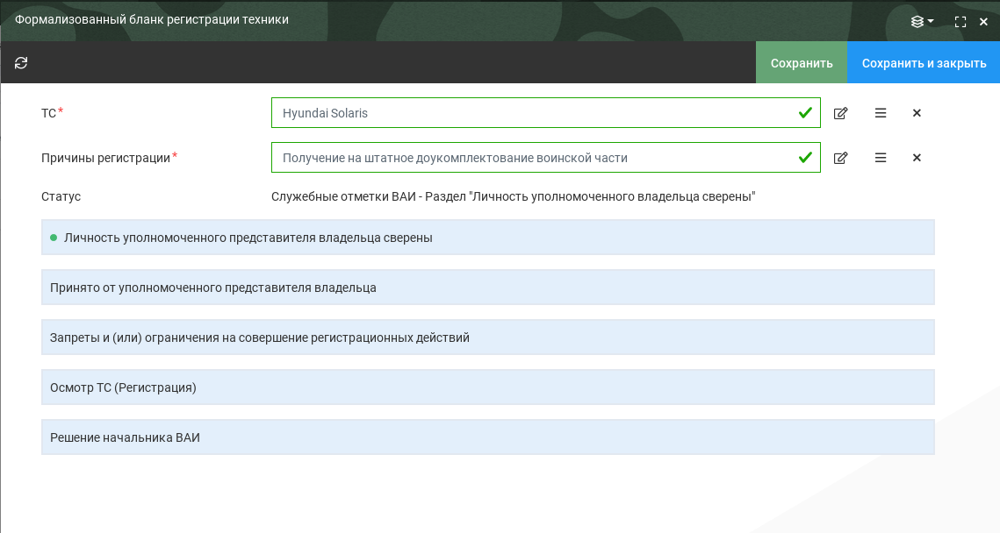 Формализованный бланк регистрации техники
Сохранить
Сохранить и закрыть
ТС*
Hyundai Solaris
Причины регистрации*
Получение на штатное доукомплектование воинской части
Статус
Служебные отметки ВАИ - Раздел "Личность уполномоченного владельца сверены"
Личность уполномоченного представителя владельца сверены
Принято от уполномоченного представителя владельца
Запреты и (или) ограничения на совершение регистрационных действий
Осмотр ТС (Регистрация)
Решение начальника ВАИ